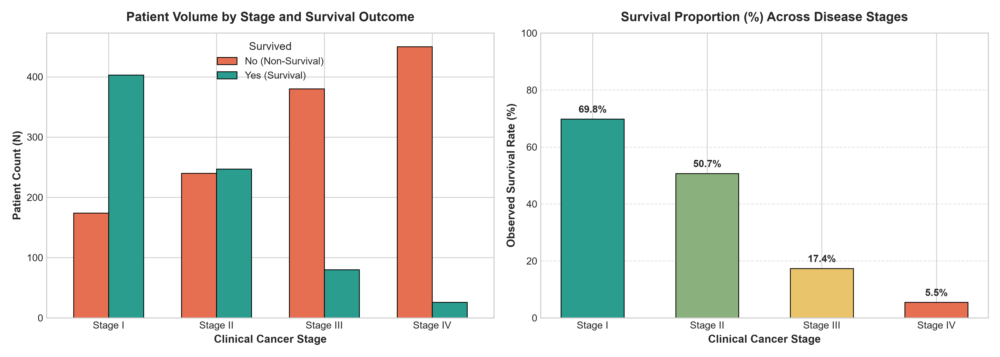 Patient Volume by Stage and Survival Outcome
Survived
No (Non-Survival)
Yes (Survival)
Patient Count (N)
400
300
200
100
0
Stage I
Stage II
Stage III
Stage IV
Clinical Cancer Stage
Survival Proportion (%) Across Disease Stages
Observed Survival Rate (%)
100
80
60
40
20
0
69.8%
50.7%
17.4%
5.5%
Stage I
Stage II
Stage III
Stage IV
Clinical Cancer Stage